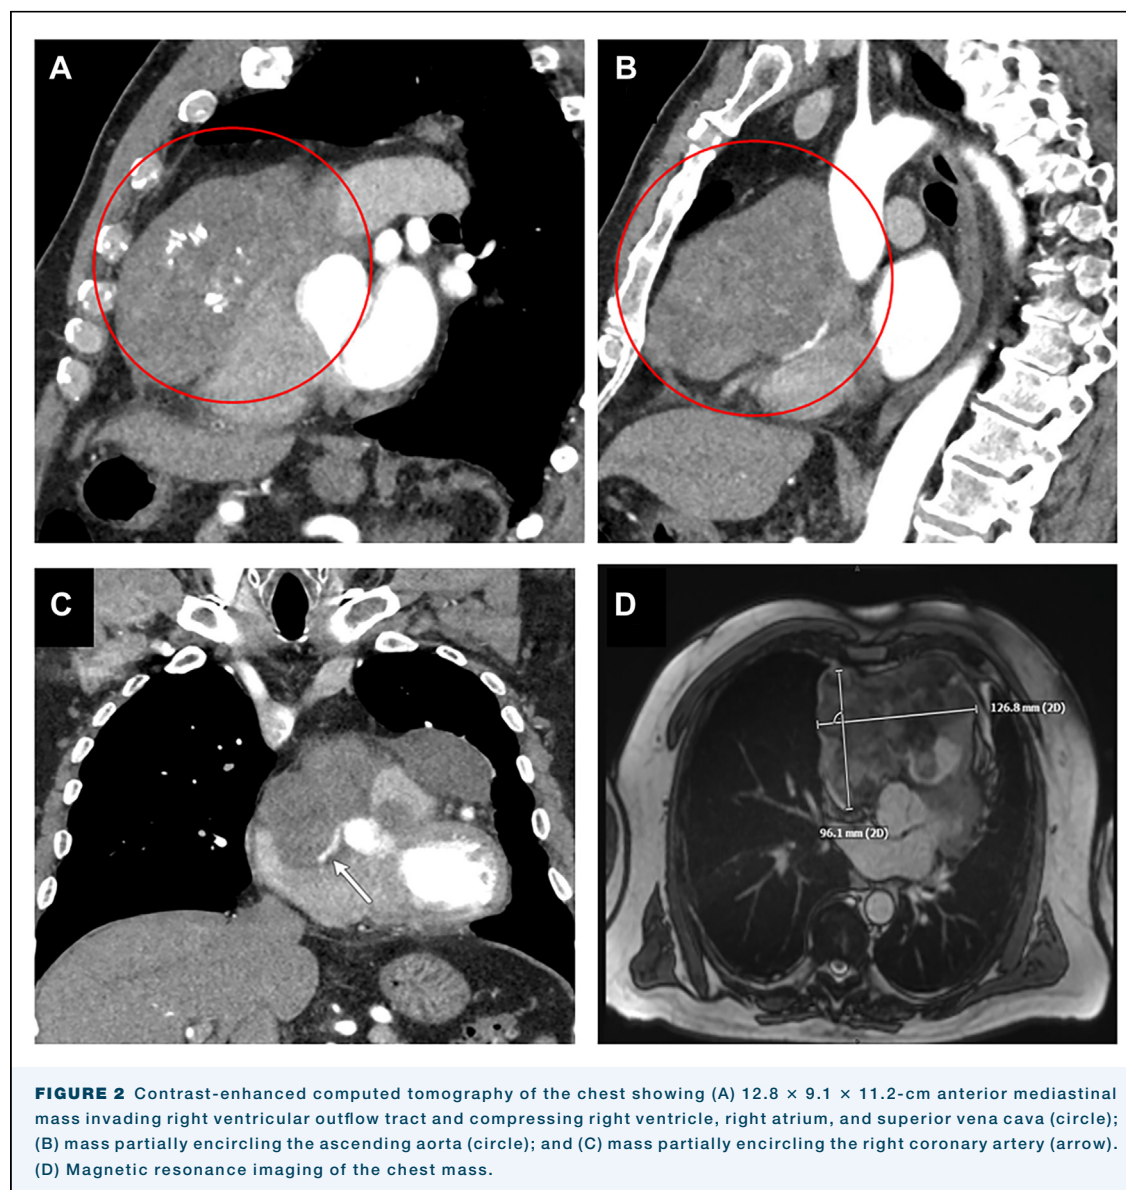 A
B
C
D
126.8 mm (2D)
96.1 mm (2D)
FIGURE 2 Contrast-enhanced computed tomography of the chest showing (A) 12.8 × 9.1 × 11.2-cm anterior mediastinal
mass invading right ventricular outflow tract and compressing right ventricle, right atrium, and superior vena cava (circle);
(B) mass partially encircling the ascending aorta (circle); and (C) mass partially encircling the right coronary artery (arrow).
(D) Magnetic resonance imaging of the chest mass.